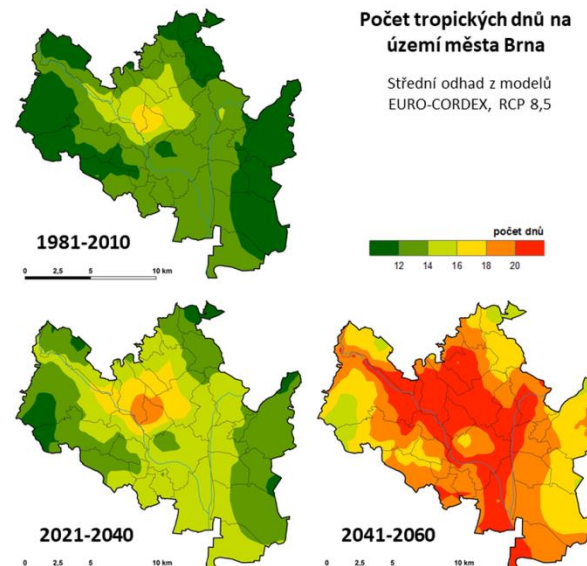 Počet tropických dnů na
území města Brna
Střední odhad z modelů
EURO-CORDEX, RCP 8,5
1981-2010
0 2,5 5 10 km
počet dnů
12 14 16 18 20
2021-2040
0 2,5 5 10 km
2041-2060
0 2,5 5 10 km